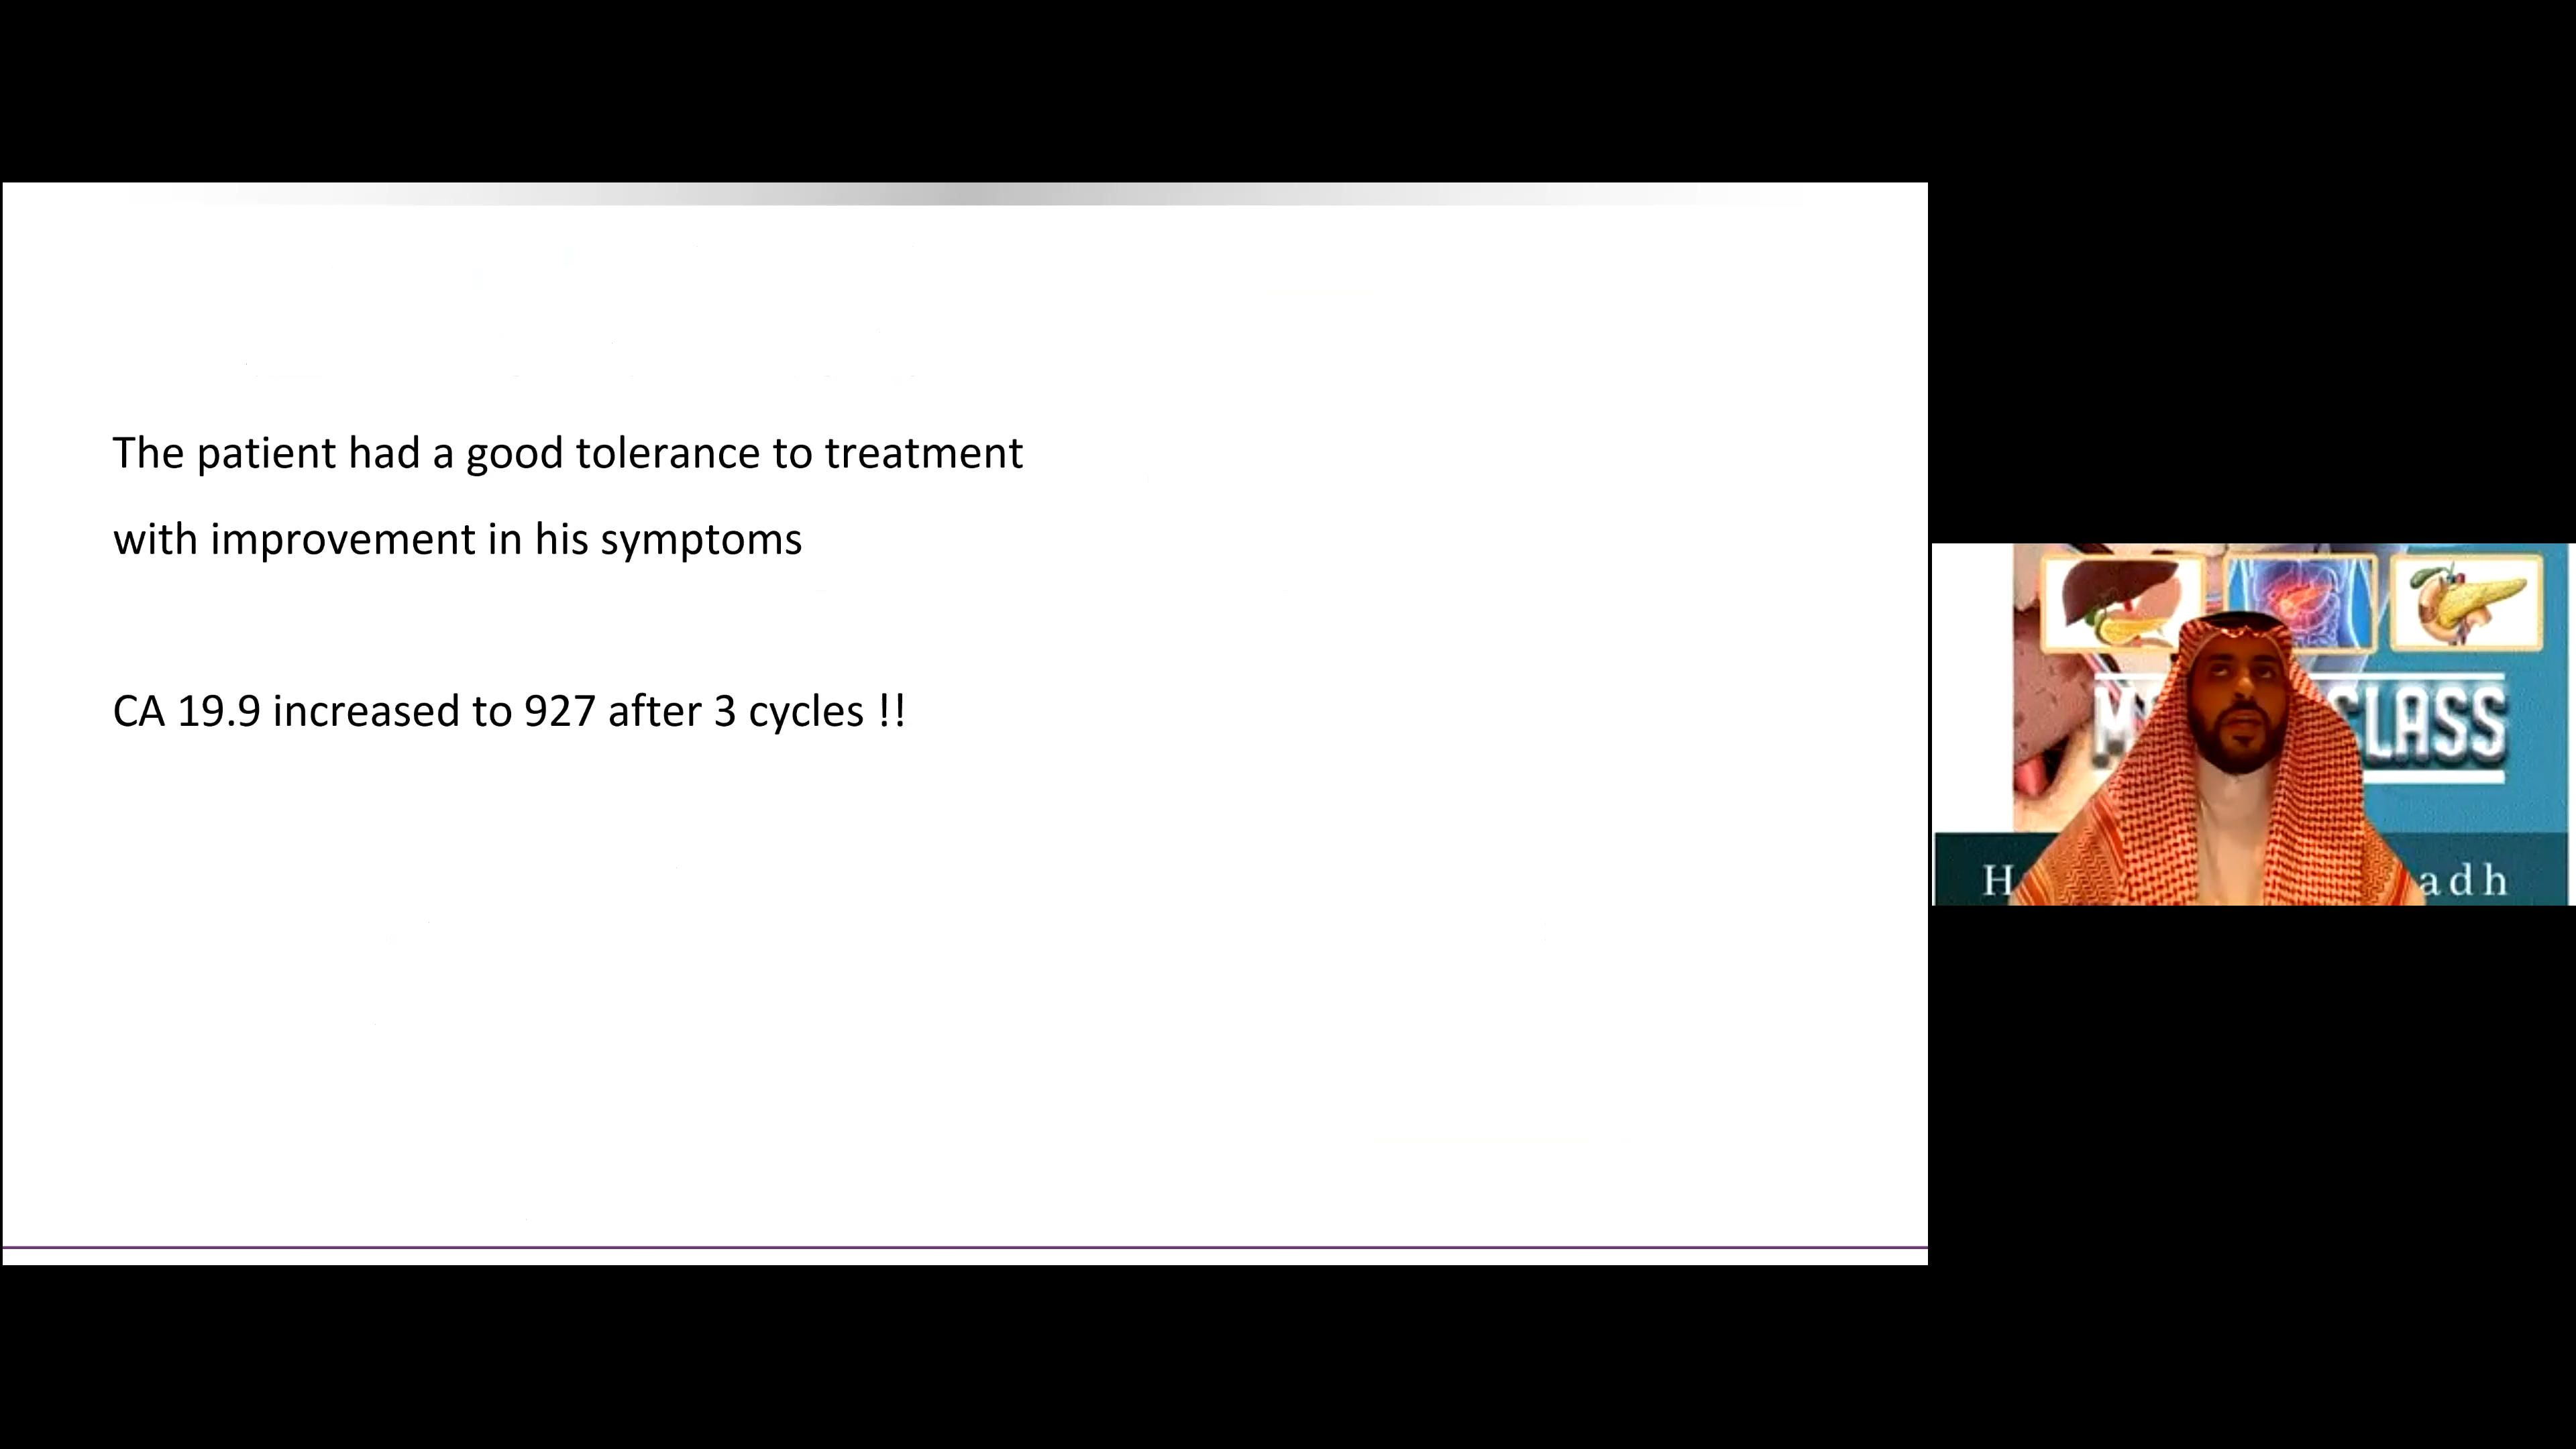 The patient had a good tolerance to treatment
with improvement in his symptoms
CA 19.9 increased to 927 after 3 cycles !!